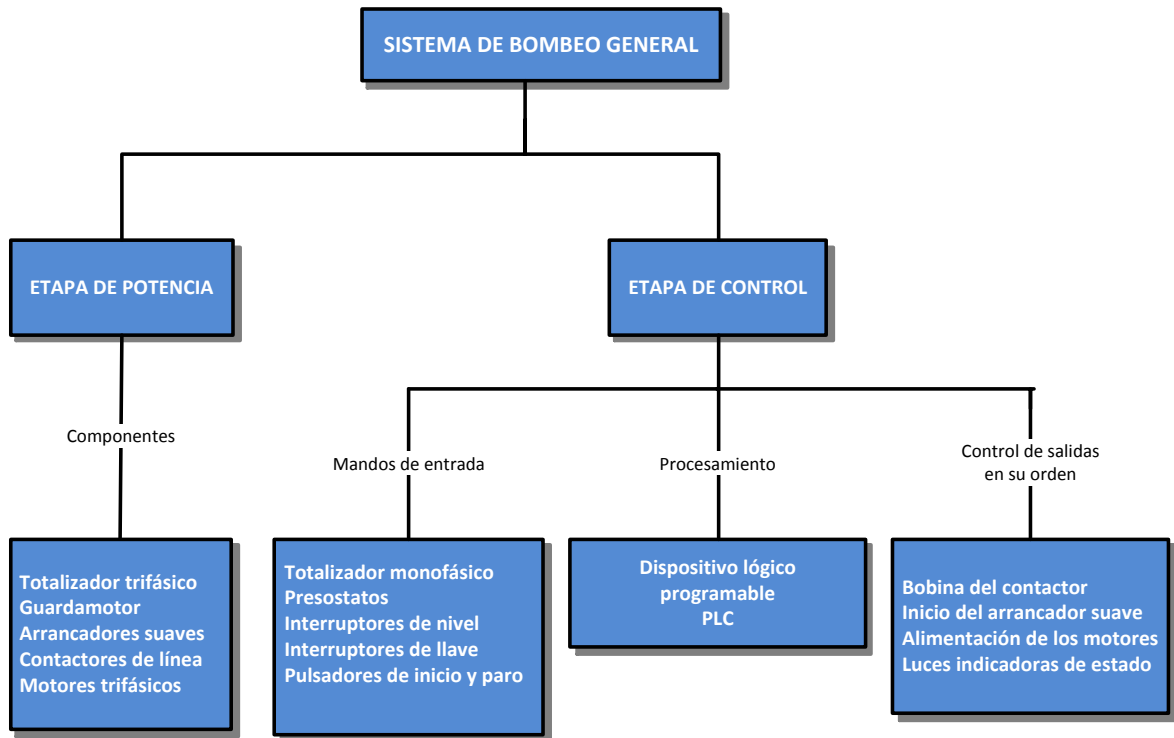 SISTEMA DE BOMBEO GENERAL
ETAPA DE POTENCIA
ETAPA DE CONTROL
Componentes
Mandos de entrada
Procesamiento
Control de salidas
en su orden
Totalizador trifásico
Guardamotor
Arrancadores suaves
Contactores de línea
Motores trifásicos
Totalizador monofásico
Presostatos
Interruptores de nivel
Interruptores de llave
Pulsadores de inicio y paro
Dispositivo lógico
programable
PLC
Bobina del contactor
Inicio del arrancador suave
Alimentación de los motores
Luces indicadoras de estado